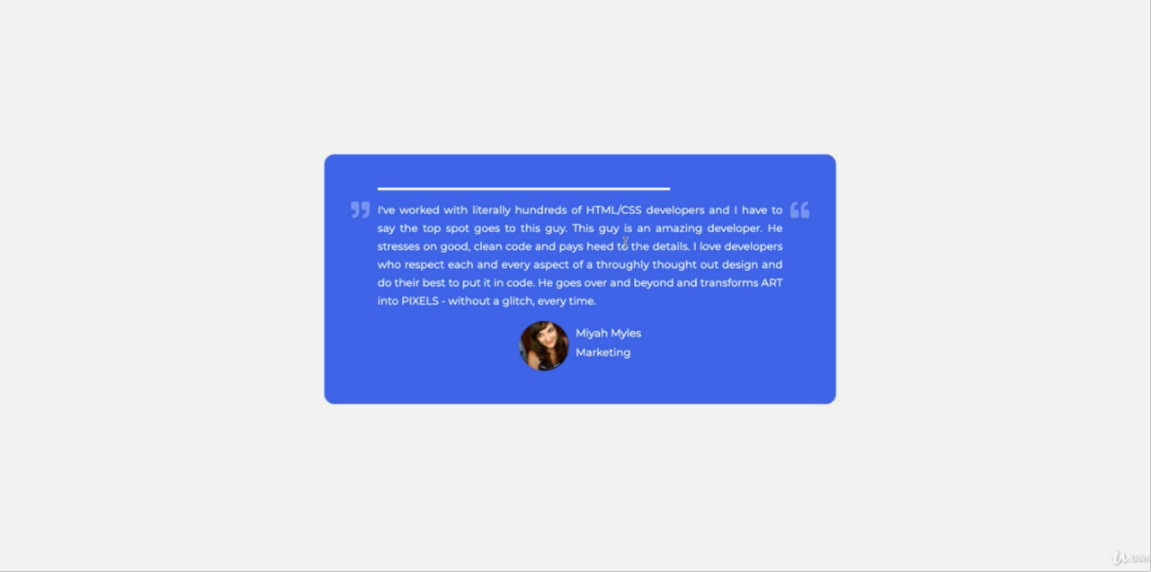 I've worked with literally hundreds of HTML/CSS developers and I have to
say the top spot goes to this guy. This guy is an amazing developer. He
stresses on good, clean code and pays heed to the details. I love developers
who respect each and every aspect of a throughly thought out design and
do their best to put it in code. He goes over and beyond and transforms ART
into PIXELS - without a glitch, every time.
Miyah Myles
Marketing